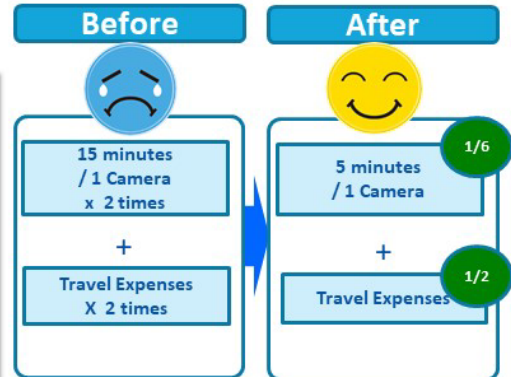 Before
15 minutes
/ 1 Camera
x 2 times
+
Travel Expenses
X 2 times
After
1/6
5 minutes
/ 1 Camera
+
1/2
Travel Expenses